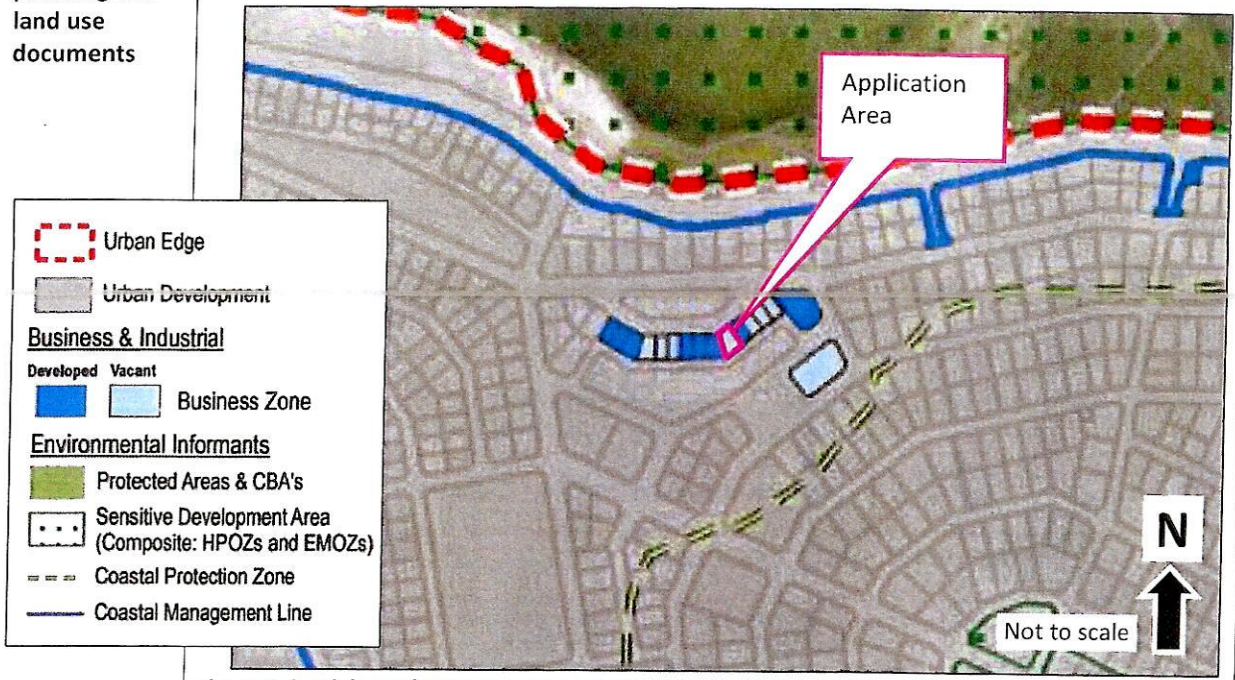 land use
documents
Application
Area
Urban Edge
Urban Development
Business & Industrial
Developed Vacant
Business Zone
Environmental Informants
Protected Areas & CBA's
Sensitive Development Area
(Composite: HPOZs and EMOZs)
Coastal Protection Zone
Coastal Management Line
N
Not to scale